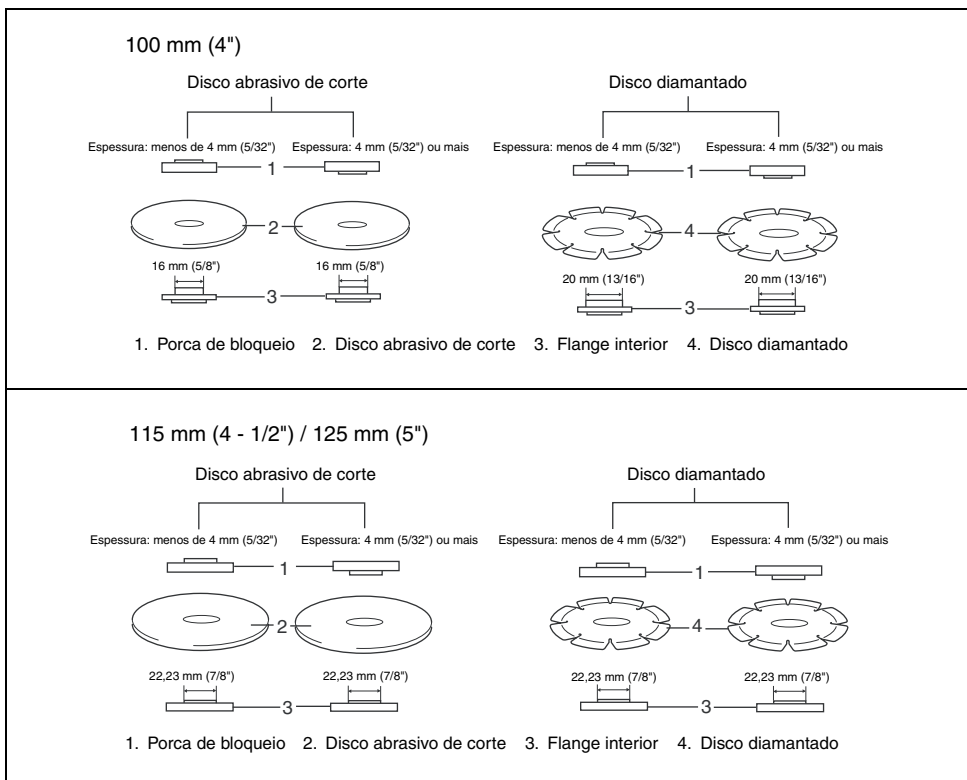 100 mm (4")
Disco abrasivo de corte
Disco diamantado
Espessura: menos de 4 mm (5/32") Espessura: 4 mm (5/32") ou mais
Espessura: menos de 4 mm (5/32") Espessura: 4 mm (5/32") ou mais
1
1
2
4
16 mm (5/8") 16 mm (5/8")
20 mm (13/16") 20 mm (13/16")
3
3
1. Porca de bloqueio 2. Disco abrasivo de corte 3. Flange interior 4. Disco diamantado
115 mm (4 - 1/2") / 125 mm (5")
Disco abrasivo de corte
Disco diamantado
Espessura: menos de 4 mm (5/32") Espessura: 4 mm (5/32") ou mais
Espessura: menos de 4 mm (5/32") Espessura: 4 mm (5/32") ou mais
1
1
2
4
22,23 mm (7/8") 22,23 mm (7/8")
22,23 mm (7/8") 22,23 mm (7/8")
3
3
1. Porca de bloqueio 2. Disco abrasivo de corte 3. Flange interior 4. Disco diamantado